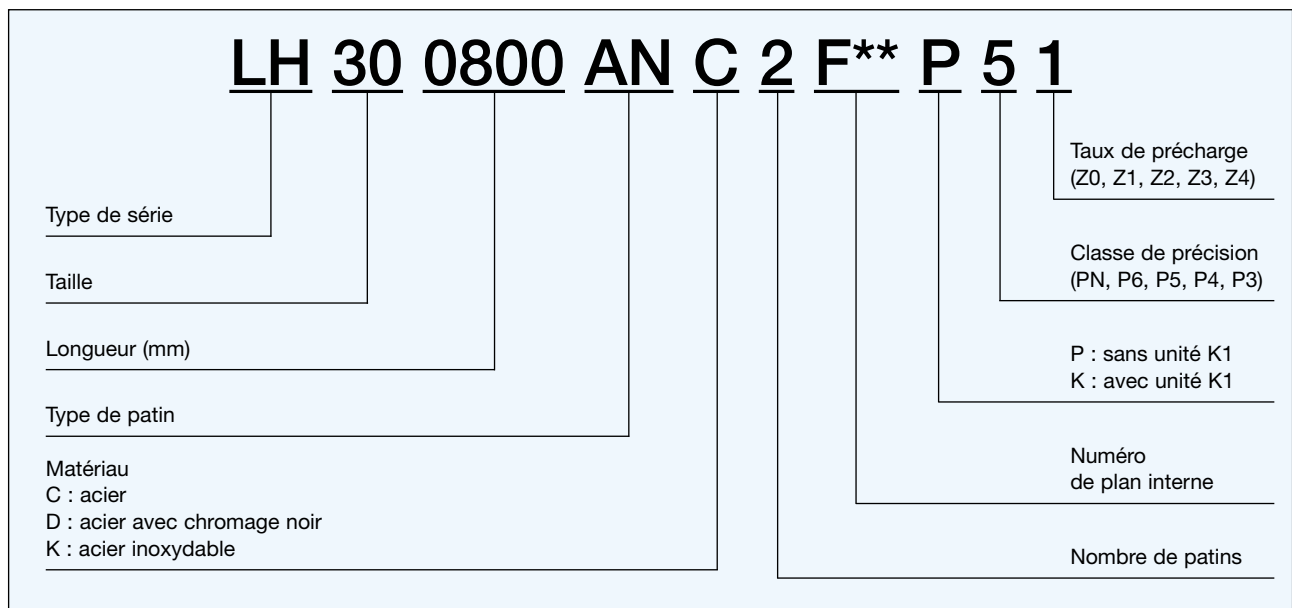 LH 30 0800 AN C 2 F** P 5 1
Type de série
Taille
Longueur (mm)
Type de patin
Matériau
C : acier
D : acier avec chromage noir
K : acier inoxydable
Taux de précharge
(Z0, Z1, Z2, Z3, Z4)
Classe de précision
(PN, P6, P5, P4, P3)
P : sans unité K1
K : avec unité K1
Numéro
de plan interne
Nombre de patins